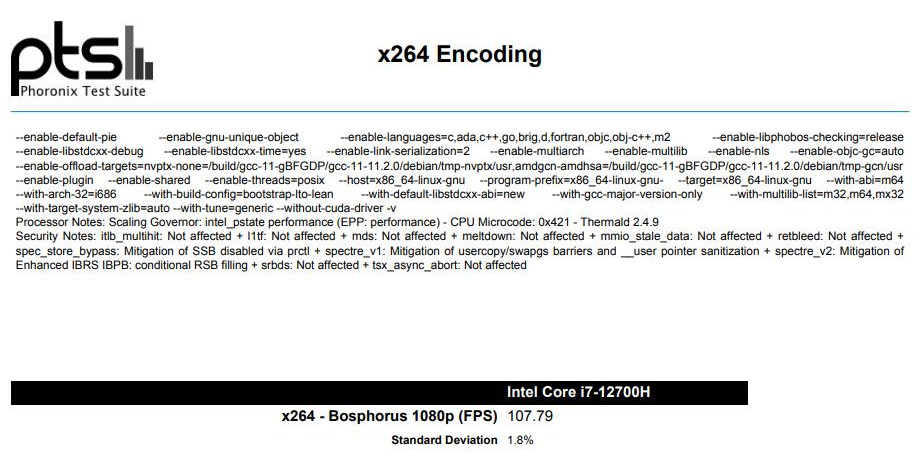 pts
Phoronix Test Suite
x264 Encoding
--enable-default-pie --enable-gnu-unique-object --enable-languages=c,ada,c++,go,brig,d,fortran,objc,obj-c++,m2 --enable-libphobos-checking=release
--enable-libstdcxx-debug --enable-libstdcxx-time=yes --enable-link-serialization=2 --enable-multiarch --enable-multilib --enable-nls --enable-objc-gc=auto
--enable-offload-targets=nvptx-none=/build/gcc-11-gBFGDP/gcc-11-11.2.0/debian/tmp-nvptx/usr,amdgcn-amdhsa=/build/gcc-11-gBFGDP/gcc-11-11.2.0/debian/tmp-gcn/usr
--enable-plugin --enable-shared --enable-threads=posix --host=x86_64-linux-gnu --program-prefix=x86_64-linux-gnu- --target=x86_64-linux-gnu --with-abi=m64
--with-arch-32=i686 --with-build-config=bootstrap-lto-lean --with-default-libstdcxx-abi=new --with-gcc-major-version-only --with-multilib-list=m32,m64,mx32
--with-target-system-zlib=auto --with-tune=generic --without-cuda-driver -v
Processor Notes: Scaling Governor: intel_pstate performance (EPP: performance) - CPU Microcode: 0x421 - Thermald 2.4.9
Security Notes: itlb_multihit: Not affected + l1tf: Not affected + mds: Not affected + meltdown: Not affected + mmio_stale_data: Not affected + retbleed: Not affected +
spec_store_bypass: Mitigation of SSB disabled via prctl + spectre_v1: Mitigation of usercopy/swapgs barriers and __user pointer sanitization + spectre_v2: Mitigation of
Enhanced IBRS IBPB: conditional RSB filling + srbds: Not affected + tsx_async_abort: Not affected
Intel Core i7-12700H
x264 - Bosphorus 1080p (FPS) 107.79
Standard Deviation 1.8%